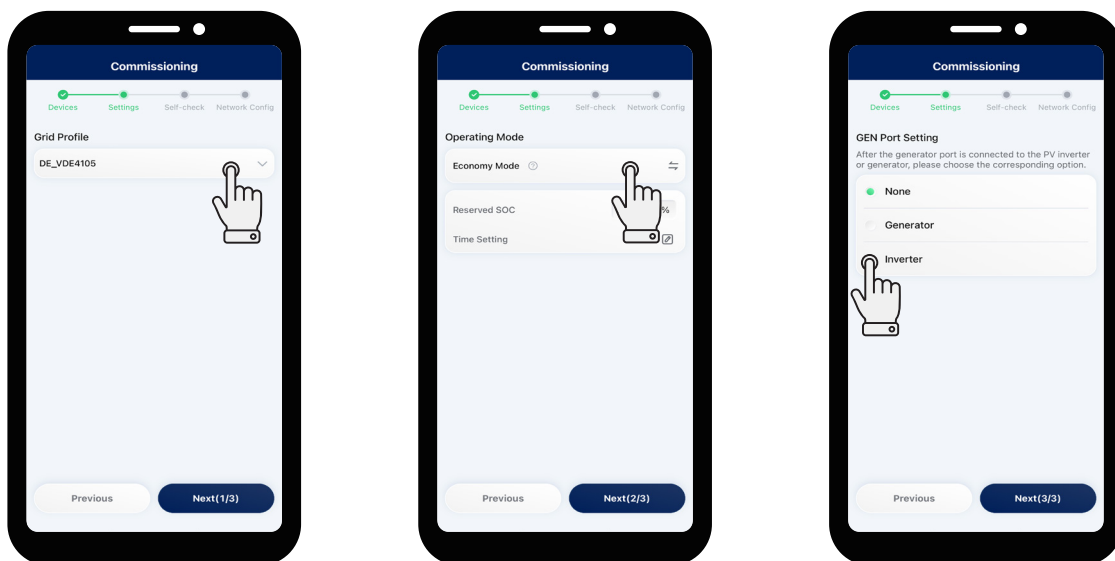 Commissioning
Devices Settings Self-check Network Config
Grid Profile
DE_VDE4105
Previous Next(1/3)
Commissioning
Devices Settings Self-check Network Config
Operating Mode
Economy Mode ?
Reserved SOC %
Time Setting
Previous Next(2/3)
Commissioning
Devices Settings Self-check Network Config
GEN Port Setting
After the generator port is connected to the PV inverter
or generator, please choose the corresponding option.
None
Generator
Inverter
Previous Next(3/3)